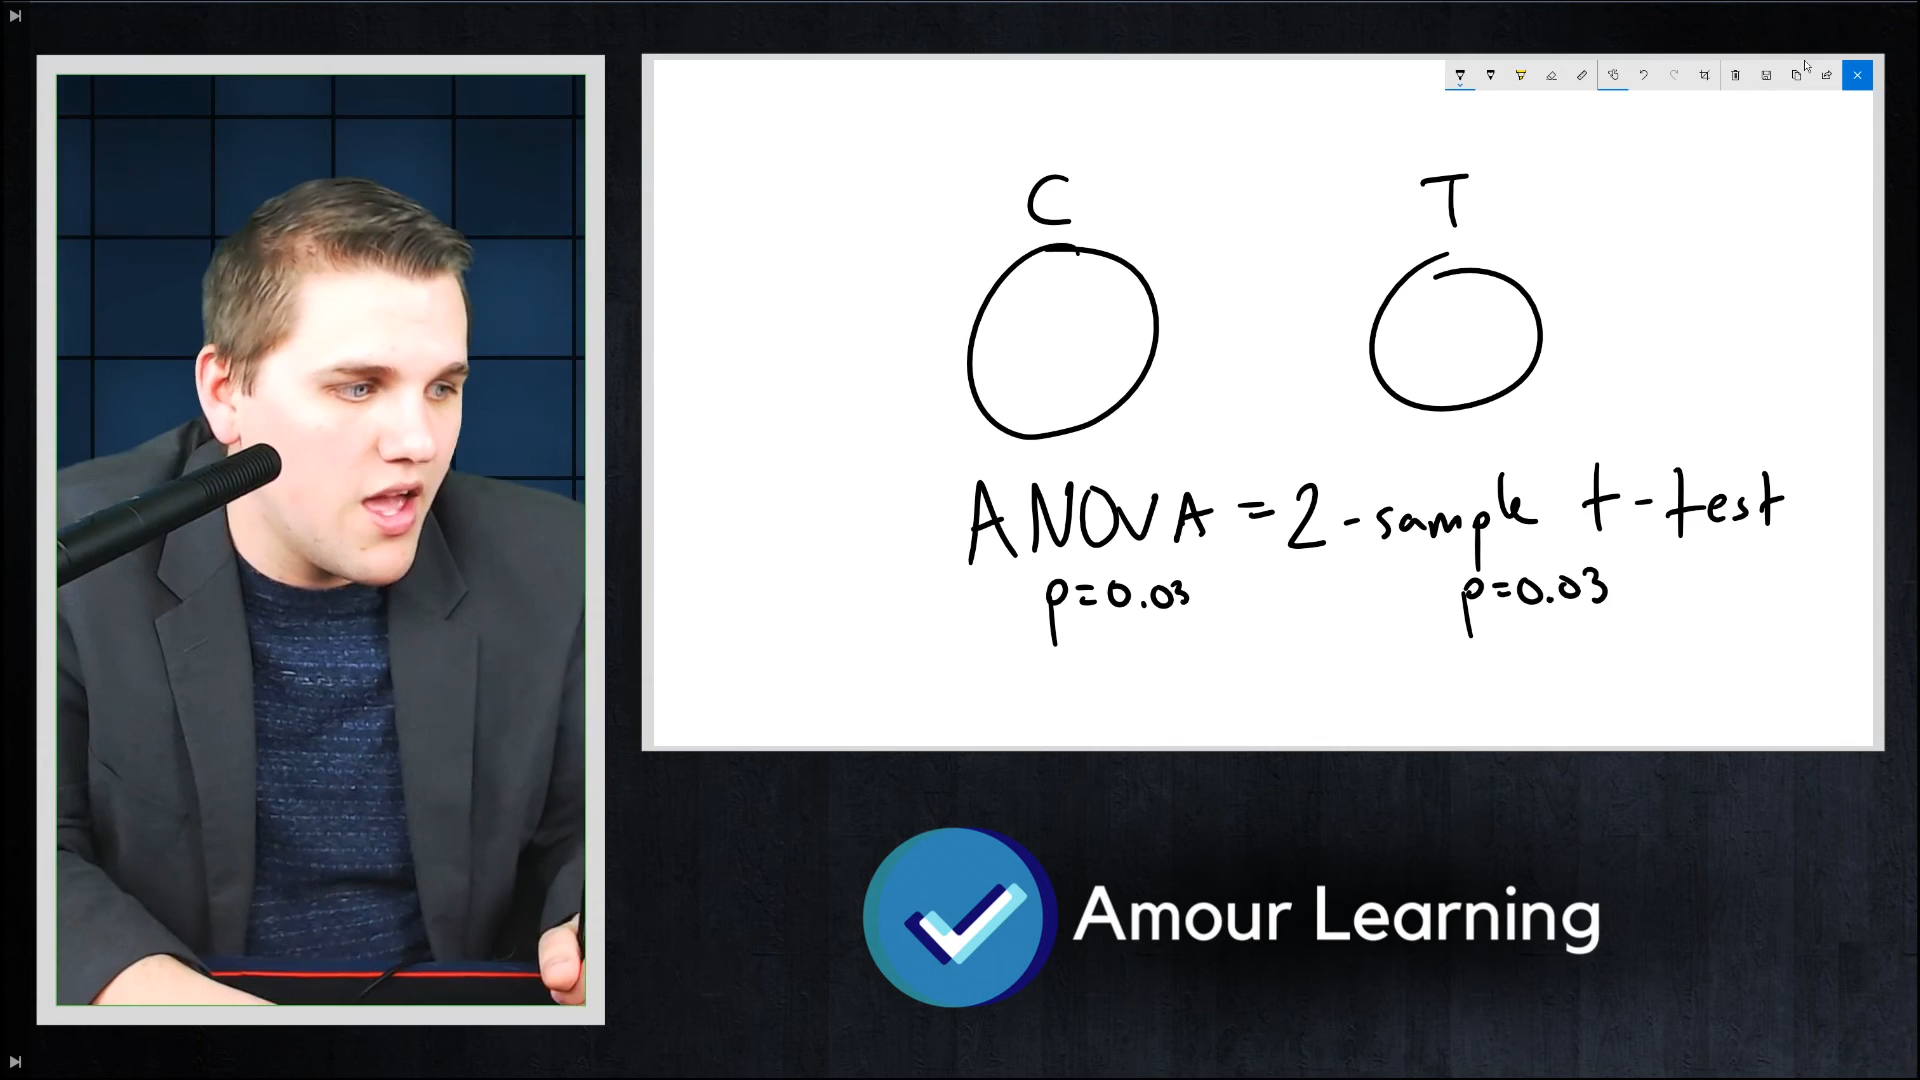 C T
ANOVA = 2-sample t-test
p=0.03 p=0.03
Amour Learning